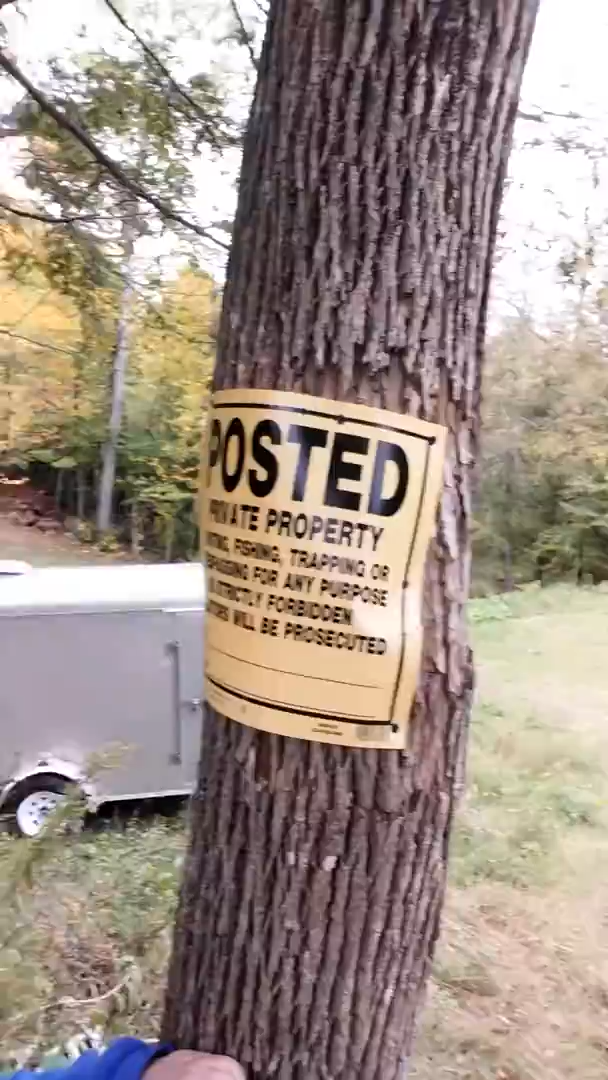 POSTED
PRIVATE PROPERTY
FISHING, TRAPPING OR
FOR ANY PURPOSE
STRICTLY FORBIDDEN
WILL BE PROSECUTED